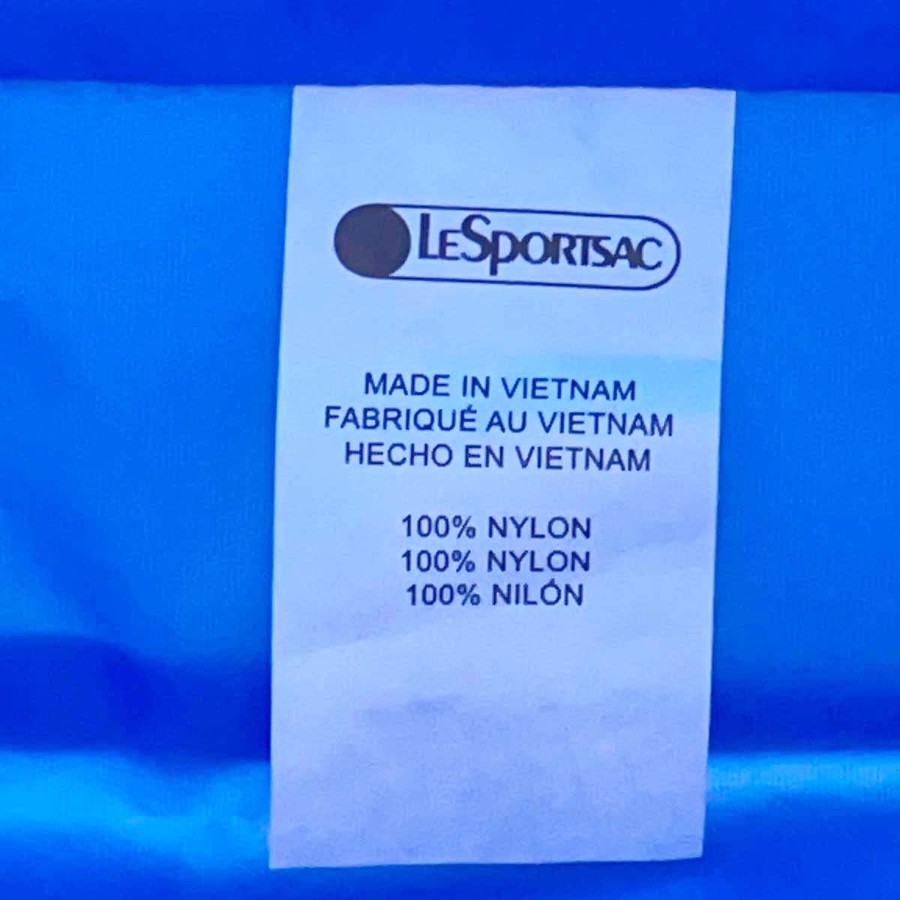 LESPORTSAC
MADE IN VIETNAM
FABRIQUÉ AU VIETNAM
HECHO EN VIETNAM
100% NYLON
100% NYLON
100% NILÓN